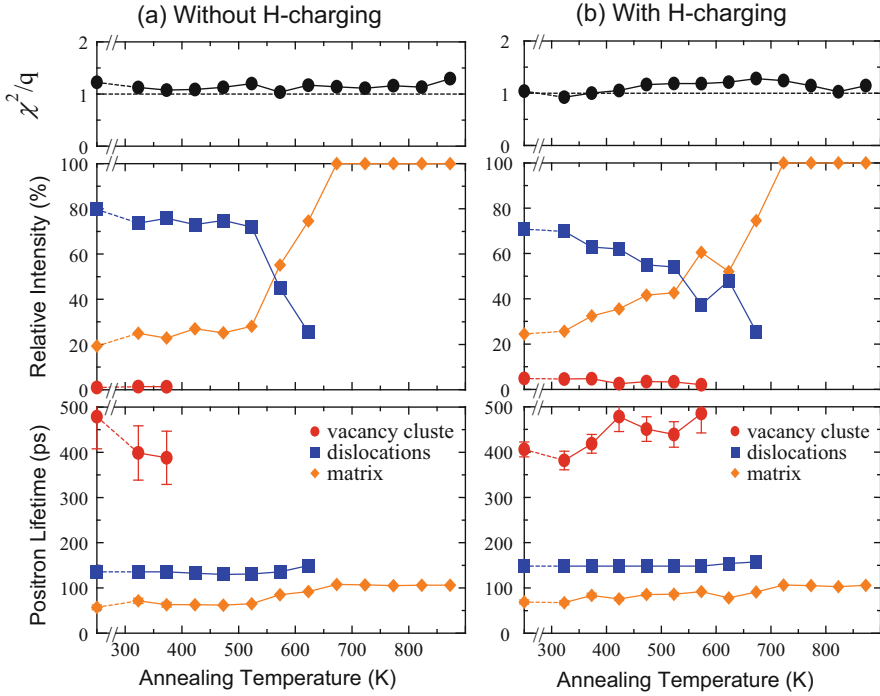 (a) Without H-charging
(b) With H-charging
χ²/q
2
1
0
2
1
0
Relative Intensity (%)
100
80
60
40
20
0
100
80
60
40
20
0
Positron Lifetime (ps)
500
400
300
200
100
0
500
400
300
200
100
0
vacancy cluste
dislocations
matrix
vacancy cluste
dislocations
matrix
300 400 500 600 700 800
300 400 500 600 700 800
Annealing Temperature (K)
Annealing Temperature (K)